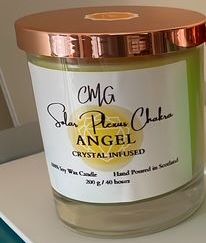 CMG
Solar Plexus Chakra
ANGEL
CRYSTAL INFUSED
100% Soy Wax Candle Hand Poured in Scotland
200 g / 40 hours